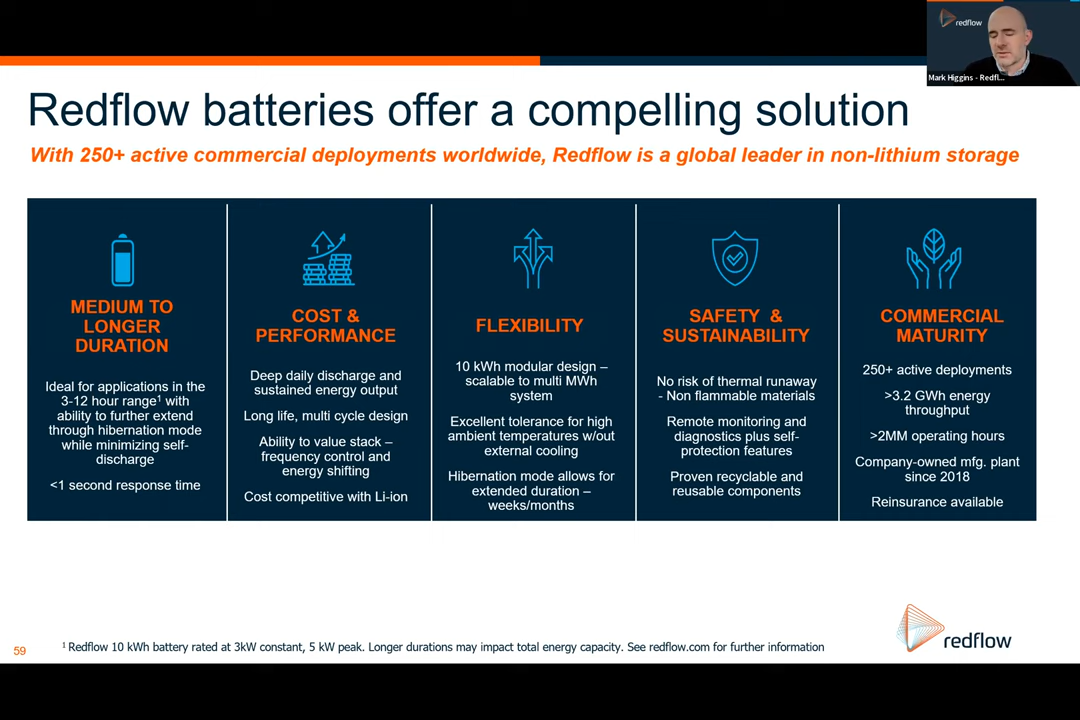 redflow
Mark Higgins - Redfl...
Redflow batteries offer a compelling solution
With 250+ active commercial deployments worldwide, Redflow is a global leader in non-lithium storage
MEDIUM TO
LONGER
DURATION
Ideal for applications in the
3-12 hour range¹ with
ability to further extend
through hibernation mode
while minimizing self-
discharge
<1 second response time
COST &
PERFORMANCE
Deep daily discharge and
sustained energy output
Long life, multi cycle design
Ability to value stack –
frequency control and
energy shifting
Cost competitive with Li-ion
FLEXIBILITY
10 kWh modular design –
scalable to multi MWh
system
Excellent tolerance for high
ambient temperatures w/out
external cooling
Hibernation mode allows for
extended duration –
weeks/months
SAFETY &
SUSTAINABILITY
No risk of thermal runaway
- Non flammable materials
Remote monitoring and
diagnostics plus self-
protection features
Proven recyclable and
reusable components
COMMERCIAL
MATURITY
250+ active deployments
>3.2 GWh energy
throughput
>2MM operating hours
Company-owned mfg. plant
since 2018
Reinsurance available
59
¹ Redflow 10 kWh battery rated at 3kW constant, 5 kW peak. Longer durations may impact total energy capacity. See redflow.com for further information
redflow